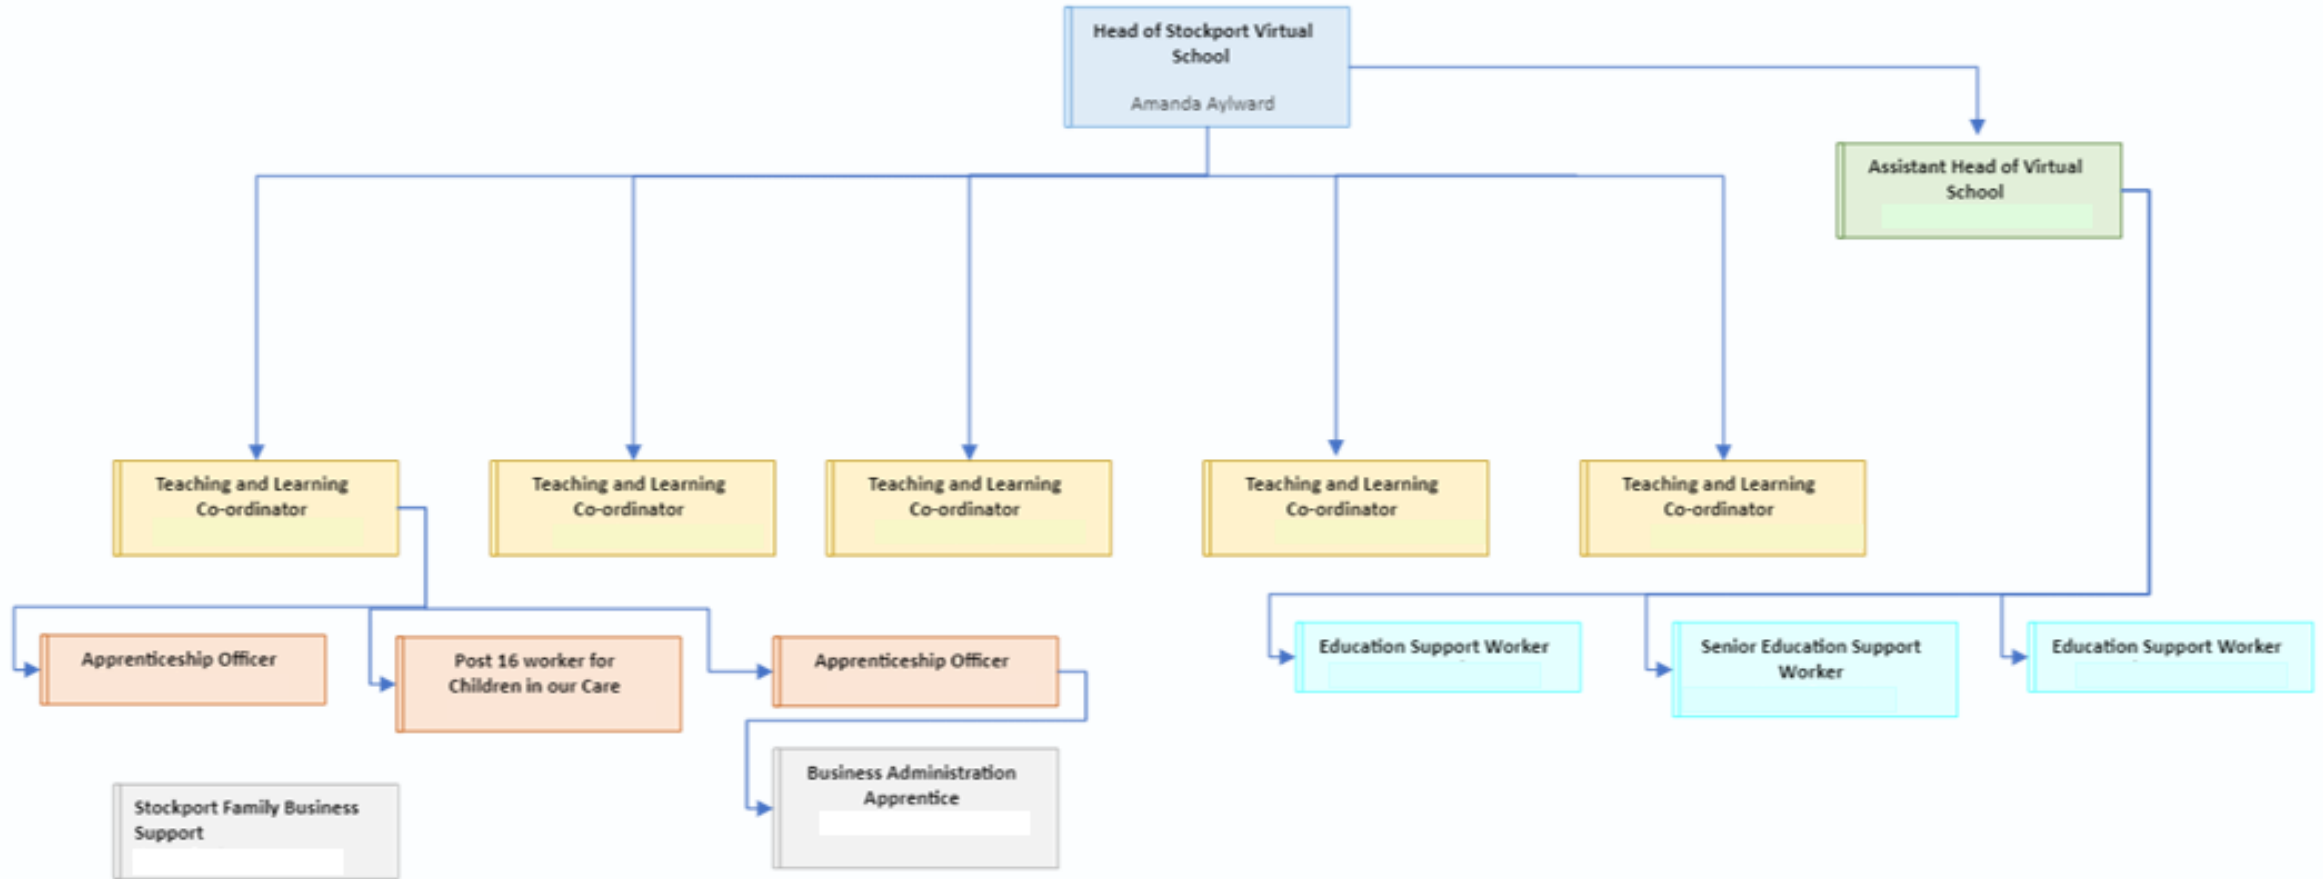 Head of Stockport Virtual
School
Amanda Aylward
Assistant Head of Virtual
School
Teaching and Learning
Co-ordinator
Teaching and Learning
Co-ordinator
Teaching and Learning
Co-ordinator
Teaching and Learning
Co-ordinator
Teaching and Learning
Co-ordinator
Apprenticeship Officer
Post 16 worker for
Children in our Care
Apprenticeship Officer
Education Support Worker
Senior Education Support
Worker
Education Support Worker
Business Administration
Apprentice
Stockport Family Business
Support